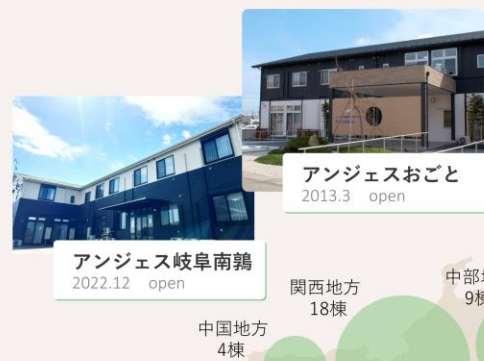 アンジェスおごと
2013.3 open
アンジェス岐阜南鶉
2022.12 open
関西地方
18棟
中部
9棟
中国地方
4棟